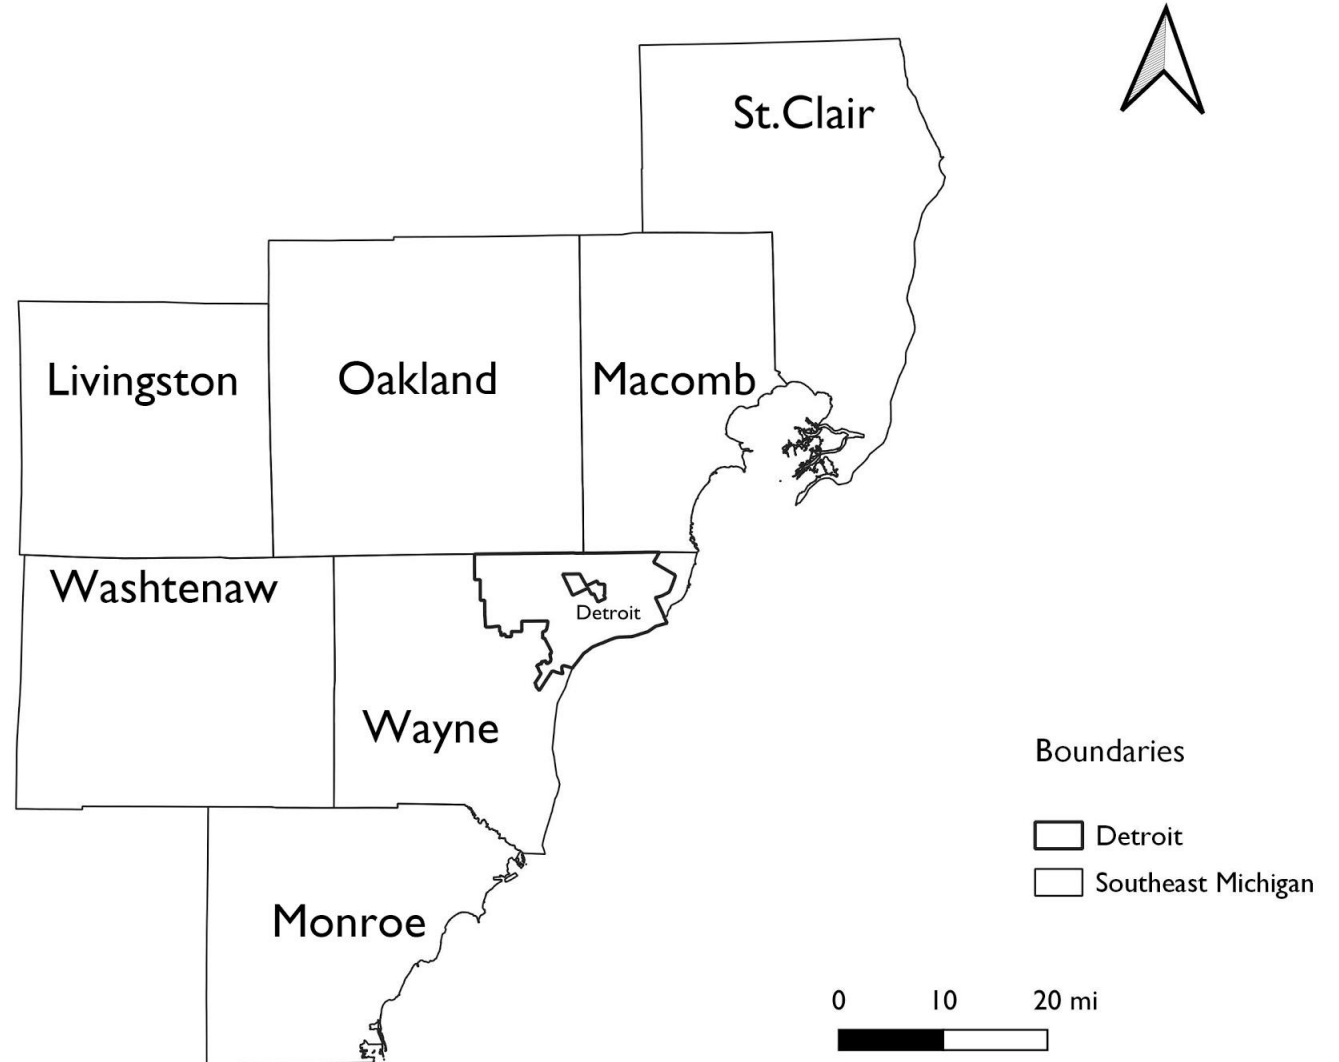 St.Clair
Livingston
Oakland
Macomb
Washtenaw
Detroit
Wayne
Boundaries
Detroit
Southeast Michigan
Monroe
0 10 20 mi